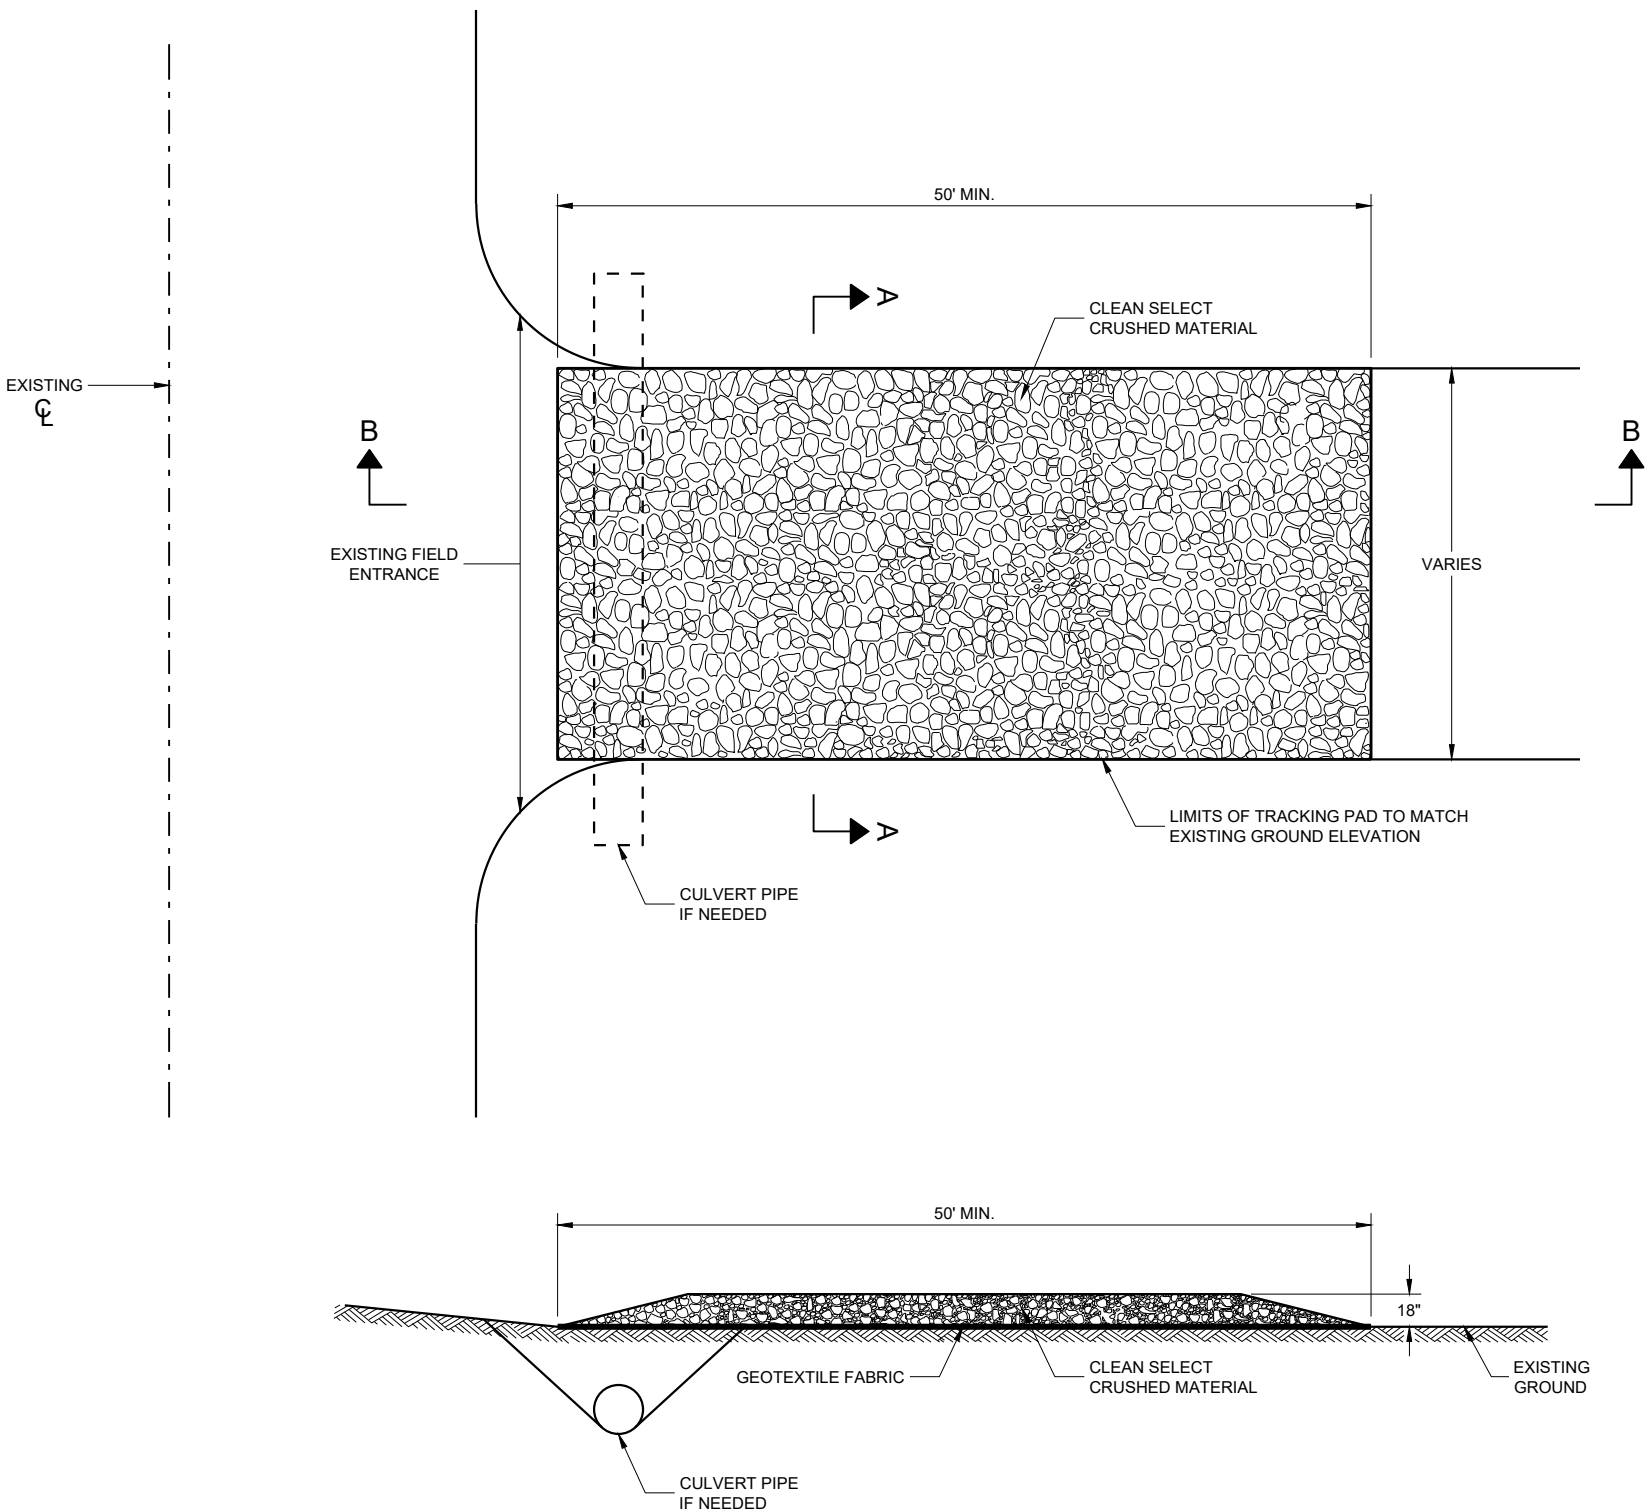 50' MIN.
A
CLEAN SELECT
CRUSHED MATERIAL
EXISTING
℄
B
B
EXISTING FIELD
ENTRANCE
VARIES
LIMITS OF TRACKING PAD TO MATCH
EXISTING GROUND ELEVATION
A
CULVERT PIPE
IF NEEDED
50' MIN.
18"
GEOTEXTILE FABRIC
CLEAN SELECT
CRUSHED MATERIAL
EXISTING
GROUND
CULVERT PIPE
IF NEEDED